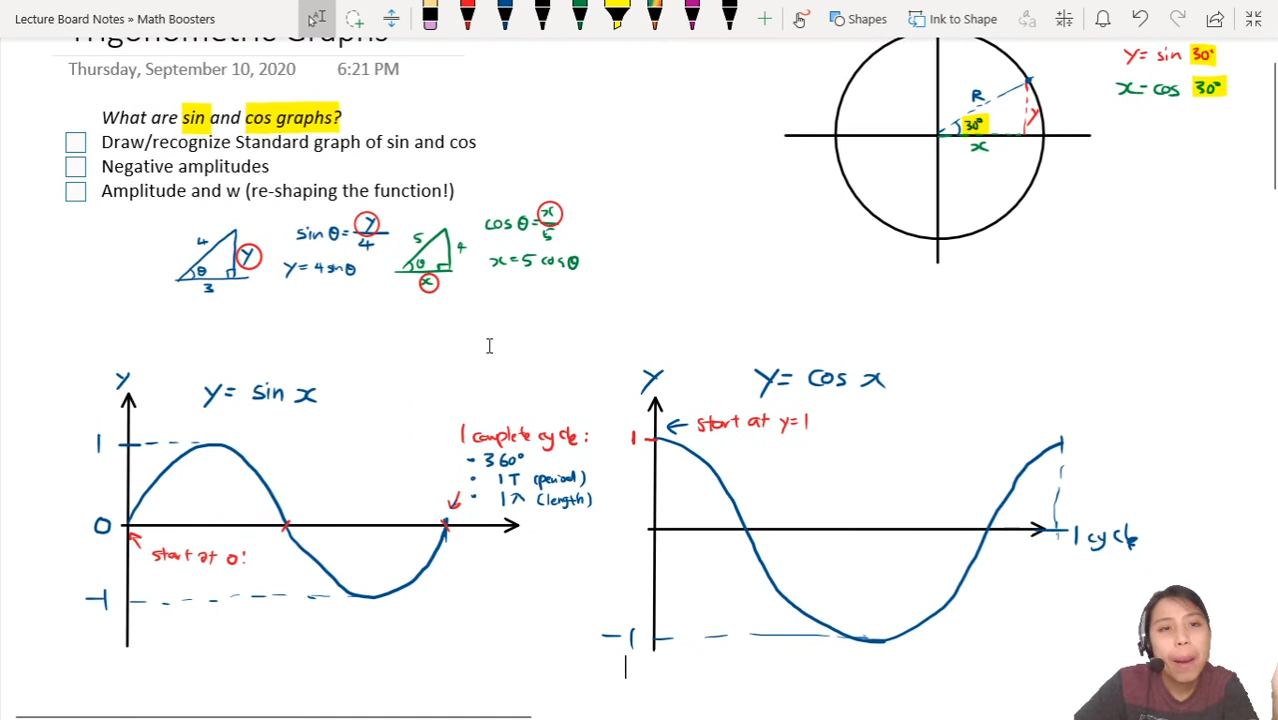 Lecture Board Notes » Math Boosters
Shapes
Ink to Shape
Trigonometric Graphs
Thursday, September 10, 2020 6:21 PM
What are sin and cos graphs?
Draw/recognize Standard graph of sin and cos
Negative amplitudes
Amplitude and w (re-shaping the function!)
y = sin 30°
x = cos 30°
R
30°
y
x
4
y
θ
3
sin θ = y/4
y = 4 sin θ
5
4
θ
x
cos θ = x/5
x = 5 cos θ
y
y = sin x
1
0
-1
start at 0!
1 complete cycle:
- 360°
• 1T (period)
• 1λ (length)
y
y = cos x
1
start at y=1
-1
1 cycle